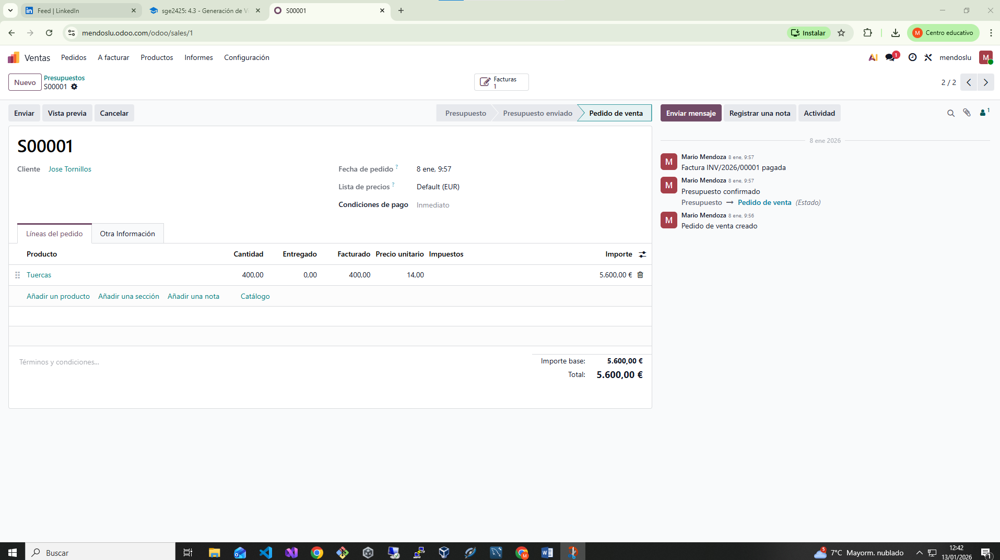 Feed | LinkedIn
sge2425: 4.3 - Generación de V
S00001
mendoslu.odoo.com/odoo/sales/1
Instalar
M
Centro educativo
Ventas
Pedidos
A facturar
Productos
Informes
Configuración
AI
1
mendoslu
M
Nuevo
Presupuestos
S00001
Facturas
1
2 / 2
Enviar
Vista previa
Cancelar
Presupuesto
Presupuesto enviado
Pedido de venta
Enviar mensaje
Registrar una nota
Actividad
1
S00001
Cliente
Jose Tornillos
Fecha de pedido ?
8 ene, 9:57
Lista de precios ?
Default (EUR)
Condiciones de pago
Inmediato
Líneas del pedido
Otra Información
Producto
Cantidad
Entregado
Facturado
Precio unitario
Impuestos
Importe
Tuercas
400,00
0,00
400,00
14,00
5.600,00 €
Añadir un producto
Añadir una sección
Añadir una nota
Catálogo
Términos y condiciones...
Importe base:
5.600,00 €
Total:
5.600,00 €
8 ene 2026
M
Mario Mendoza 8 ene, 9:57
Factura INV/2026/00001 pagada
M
Mario Mendoza 8 ene, 9:57
Presupuesto confirmado
Presupuesto → Pedido de venta (Estado)
M
Mario Mendoza 8 ene, 9:56
Pedido de venta creado
Buscar
W
M
5
7°C Mayorm. nublado
12:42
13/01/2026
1